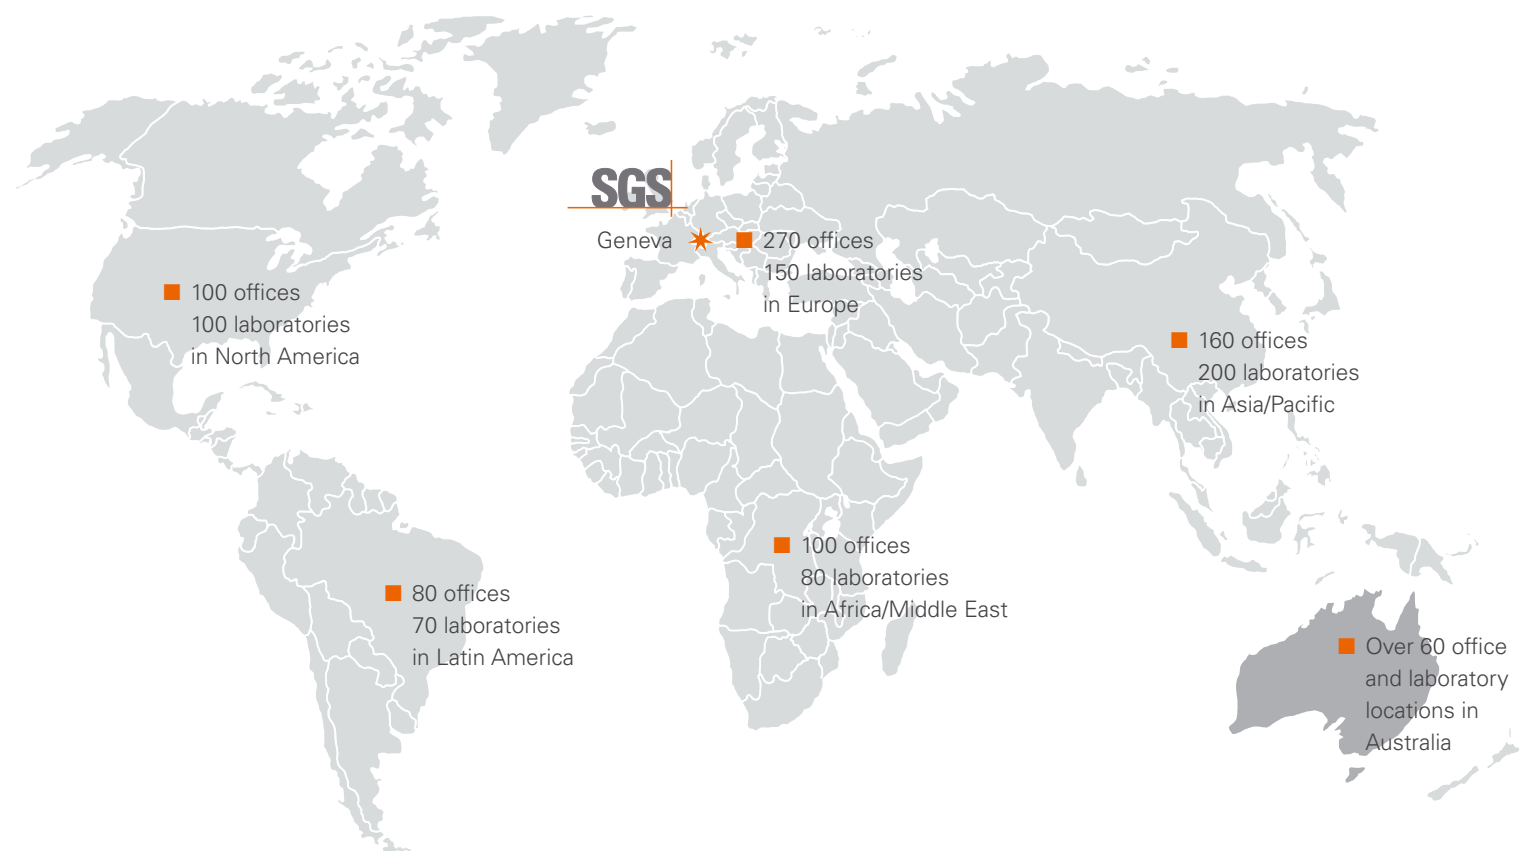 SGS
Geneva
270 offices
150 laboratories
in Europe
100 offices
100 laboratories
in North America
160 offices
200 laboratories
in Asia/Pacific
100 offices
80 laboratories
in Africa/Middle East
80 offices
70 laboratories
in Latin America
Over 60 office
and laboratory
locations in
Australia